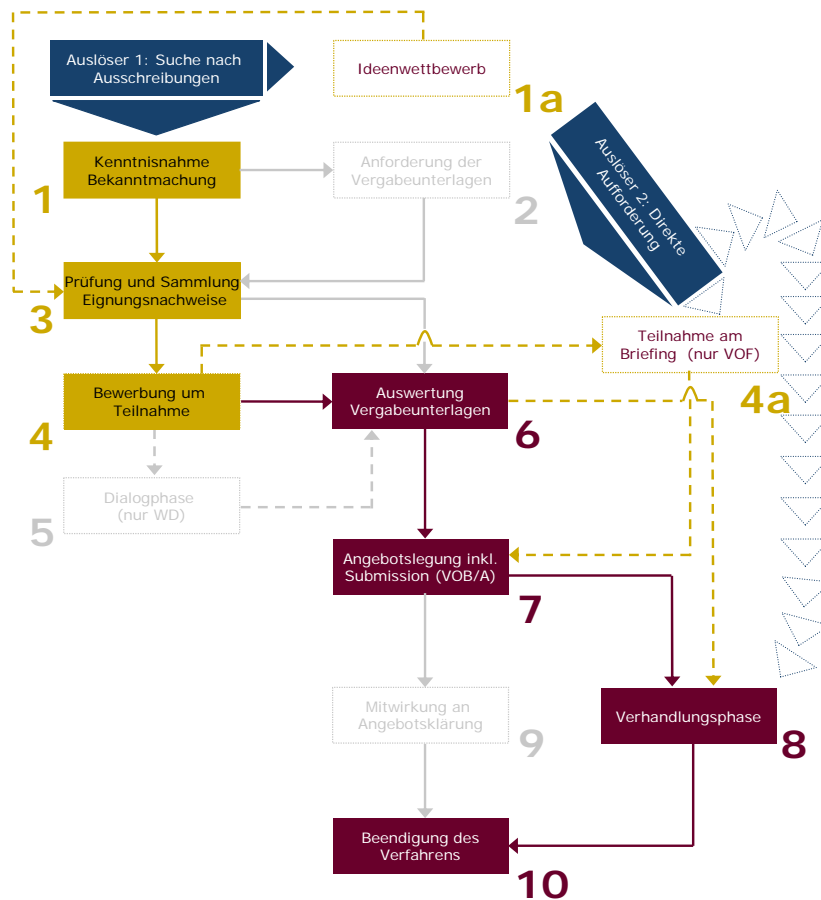 Auslöser 1: Suche nach
Ausschreibungen
Ideenwettbewerb
1a
Kenntnisnahme
Bekanntmachung
1
Anforderung der
Vergabeunterlagen
2
Auslöser 2: Direkte
Aufforderung
Prüfung und Sammlung
Eignungsnachweise
3
Teilnahme am
Briefing (nur VOF)
4a
Bewerbung um
Teilnahme
4
Auswertung
Vergabeunterlagen
6
Dialogphase
(nur WD)
5
Angebotslegung inkl.
Submission (VOB/A)
7
Mitwirkung an
Angebotsklärung
9
Verhandlungsphase
8
Beendigung des
Verfahrens
10